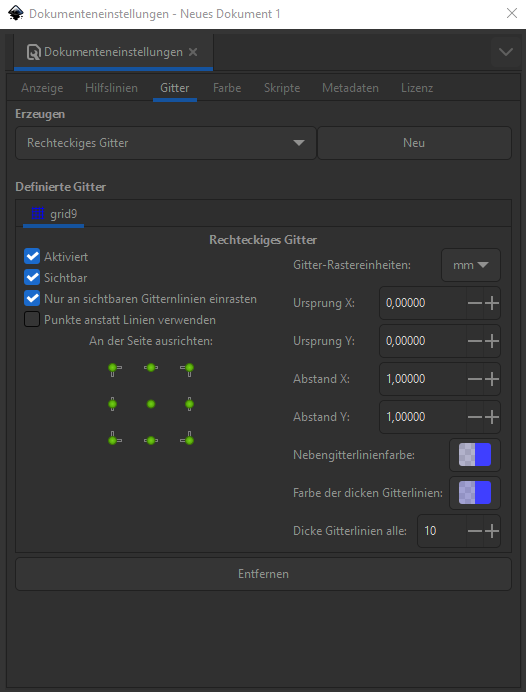 Dokumenteneinstellungen - Neues Dokument 1
Dokumenteneinstellungen
Anzeige Hilfslinien Gitter Farbe Skripte Metadaten Lizenz
Erzeugen
Rechteckiges Gitter Neu
Definierte Gitter
grid9
Rechteckiges Gitter
Aktiviert
Sichtbar
Nur an sichtbaren Gitternlinien einrasten
Punkte anstatt Linien verwenden
An der Seite ausrichten:
Gitter-Rastereinheiten: mm
Ursprung X: 0,00000
Ursprung Y: 0,00000
Abstand X: 1,00000
Abstand Y: 1,00000
Nebengitterlinienfarbe:
Farbe der dicken Gitterlinien:
Dicke Gitterlinien alle: 10
Entfernen